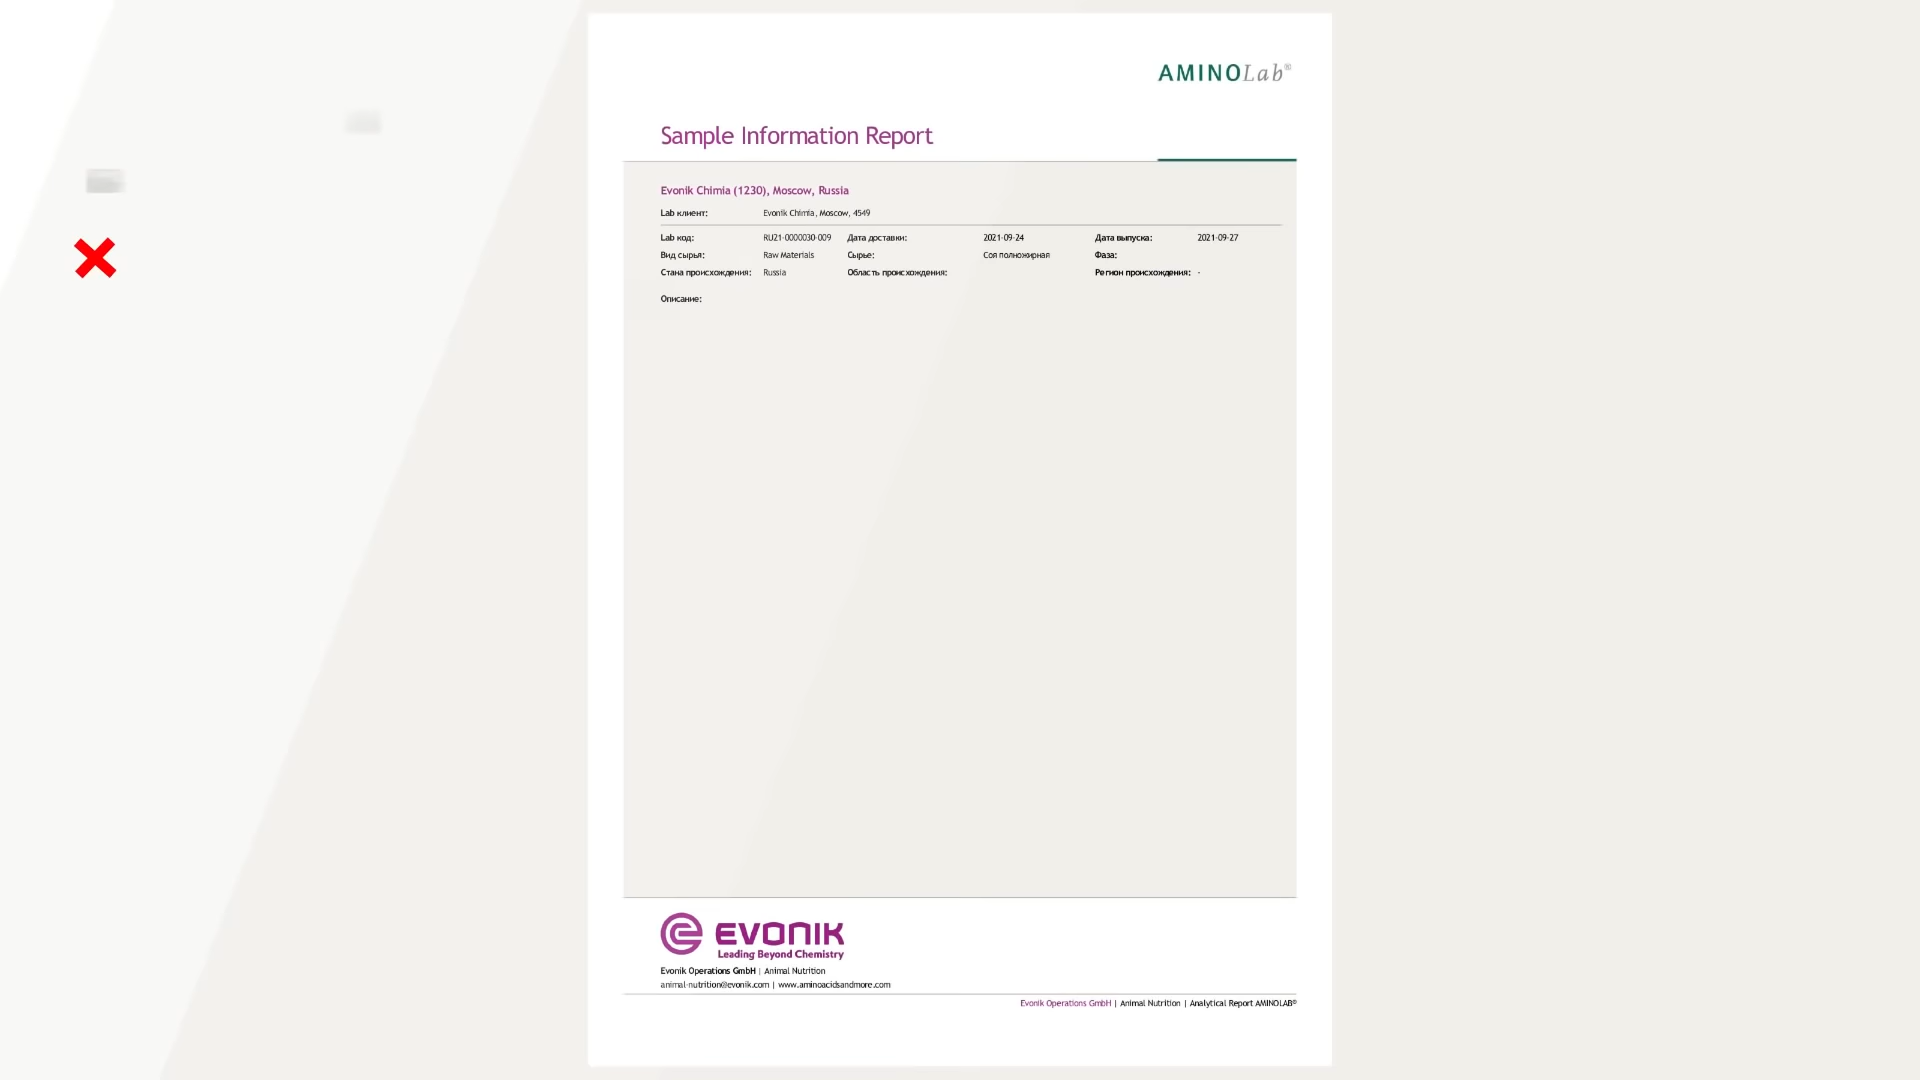 AMINOLab®
Sample Information Report
Evonik Chimia (1230), Moscow, Russia
Lab клиент: Evonik Chimia, Moscow, 4549
Lab код: RU21-0000030-009 Дата доставки: 2021-09-24 Дата выпуска: 2021-09-27
Вид сырья: Raw Materials Сырье: Соя полножирная Фаза:
Стана происхождения: Russia Область происхождения: Регион происхождения: -
Описание:
EVONIK
Leading Beyond Chemistry
Evonik Operations GmbH | Animal Nutrition
animal-nutrition@evonik.com | www.aminoacidsandmore.com
Evonik Operations GmbH | Animal Nutrition | Analytical Report AMINOLAB®